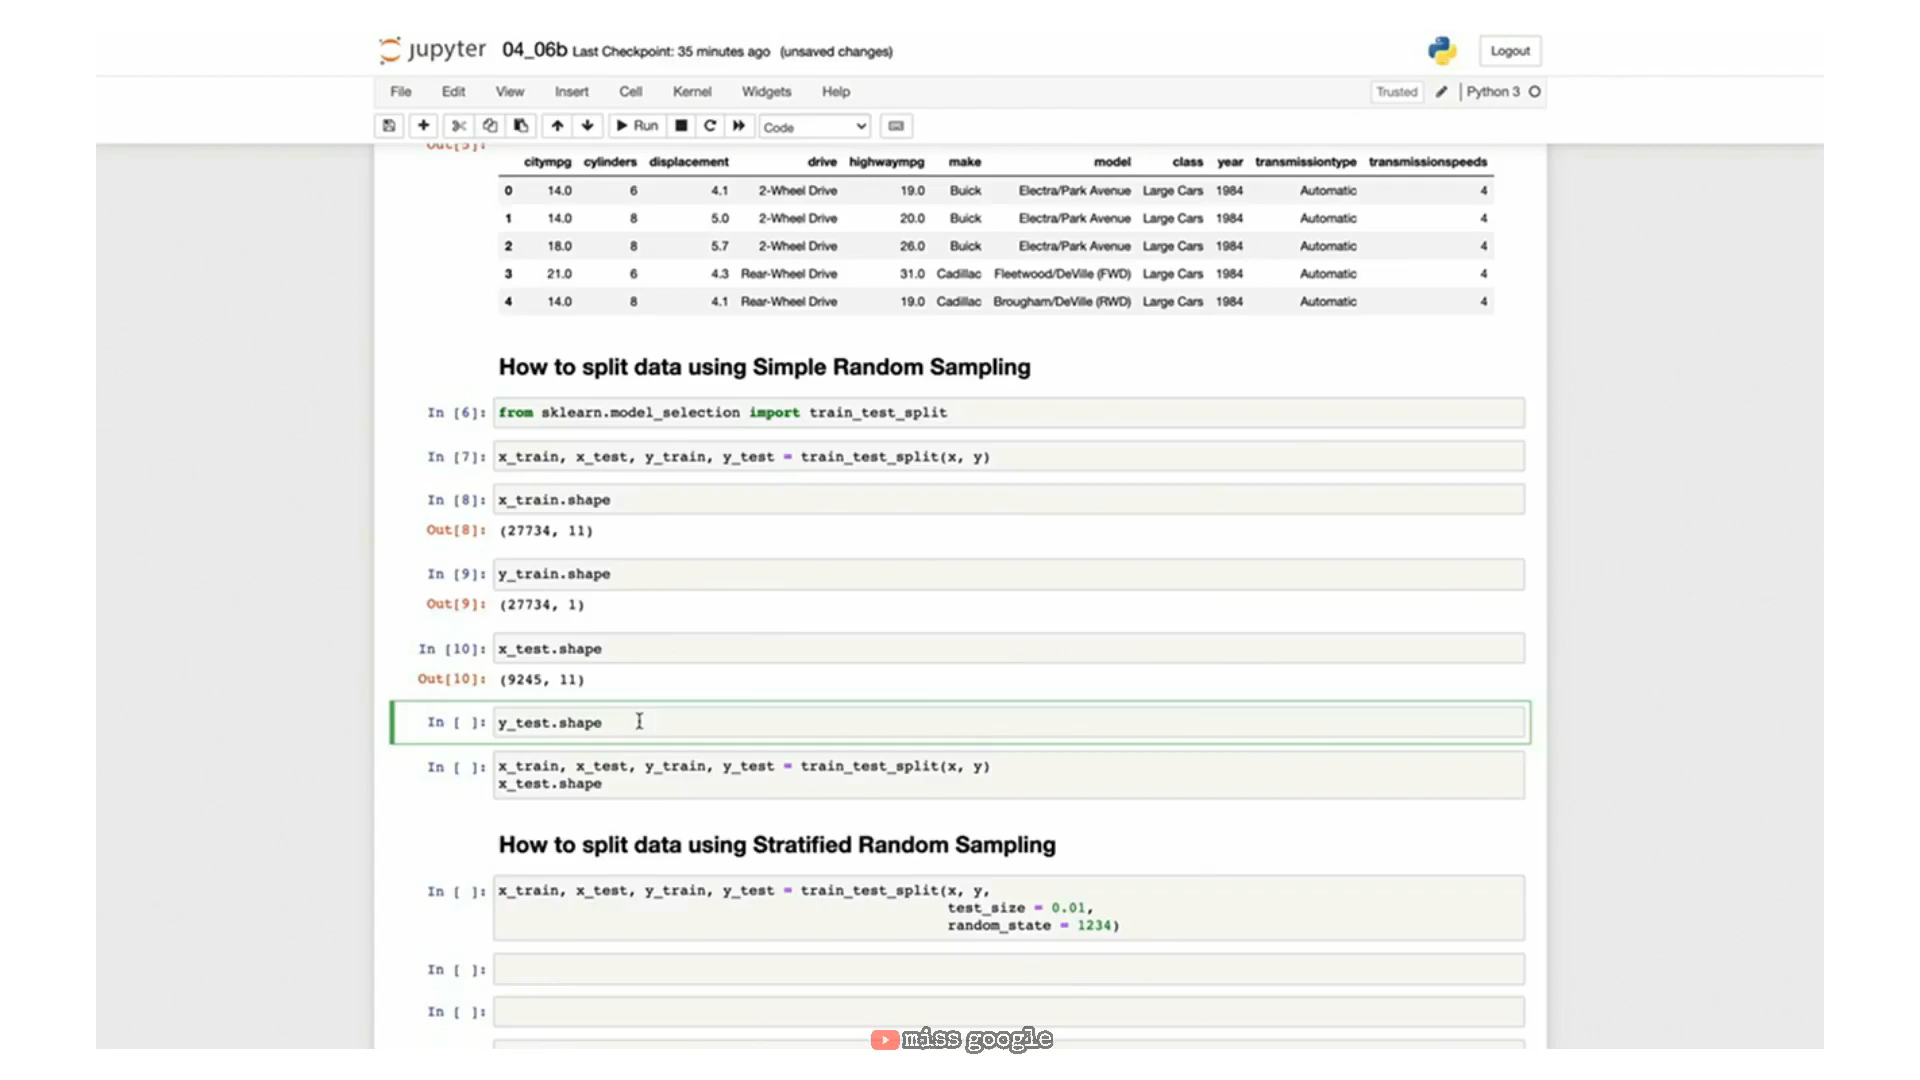 jupyter 04_06b Last Checkpoint: 35 minutes ago (unsaved changes) Logout
File Edit View Insert Cell Kernel Widgets Help Trusted Python 3
Run Code
Out[5]:
citympg cylinders displacement drive highwaympg make model class year transmissiontype transmissionspeeds
0 14.0 6 4.1 2-Wheel Drive 19.0 Buick Electra/Park Avenue Large Cars 1984 Automatic 4
1 14.0 8 5.0 2-Wheel Drive 20.0 Buick Electra/Park Avenue Large Cars 1984 Automatic 4
2 18.0 8 5.7 2-Wheel Drive 26.0 Buick Electra/Park Avenue Large Cars 1984 Automatic 4
3 21.0 6 4.3 Rear-Wheel Drive 31.0 Cadillac Fleetwood/DeVille (FWD) Large Cars 1984 Automatic 4
4 14.0 8 4.1 Rear-Wheel Drive 19.0 Cadillac Brougham/DeVille (RWD) Large Cars 1984 Automatic 4
How to split data using Simple Random Sampling
In [6]: from sklearn.model_selection import train_test_split
In [7]: x_train, x_test, y_train, y_test = train_test_split(x, y)
In [8]: x_train.shape
Out[8]: (27734, 11)
In [9]: y_train.shape
Out[9]: (27734, 1)
In [10]: x_test.shape
Out[10]: (9245, 11)
In [ ]: y_test.shape
In [ ]: x_train, x_test, y_train, y_test = train_test_split(x, y)
x_test.shape
How to split data using Stratified Random Sampling
In [ ]: x_train, x_test, y_train, y_test = train_test_split(x, y,
test_size = 0.01,
random_state = 1234)
In [ ]:
In [ ]:
miss google